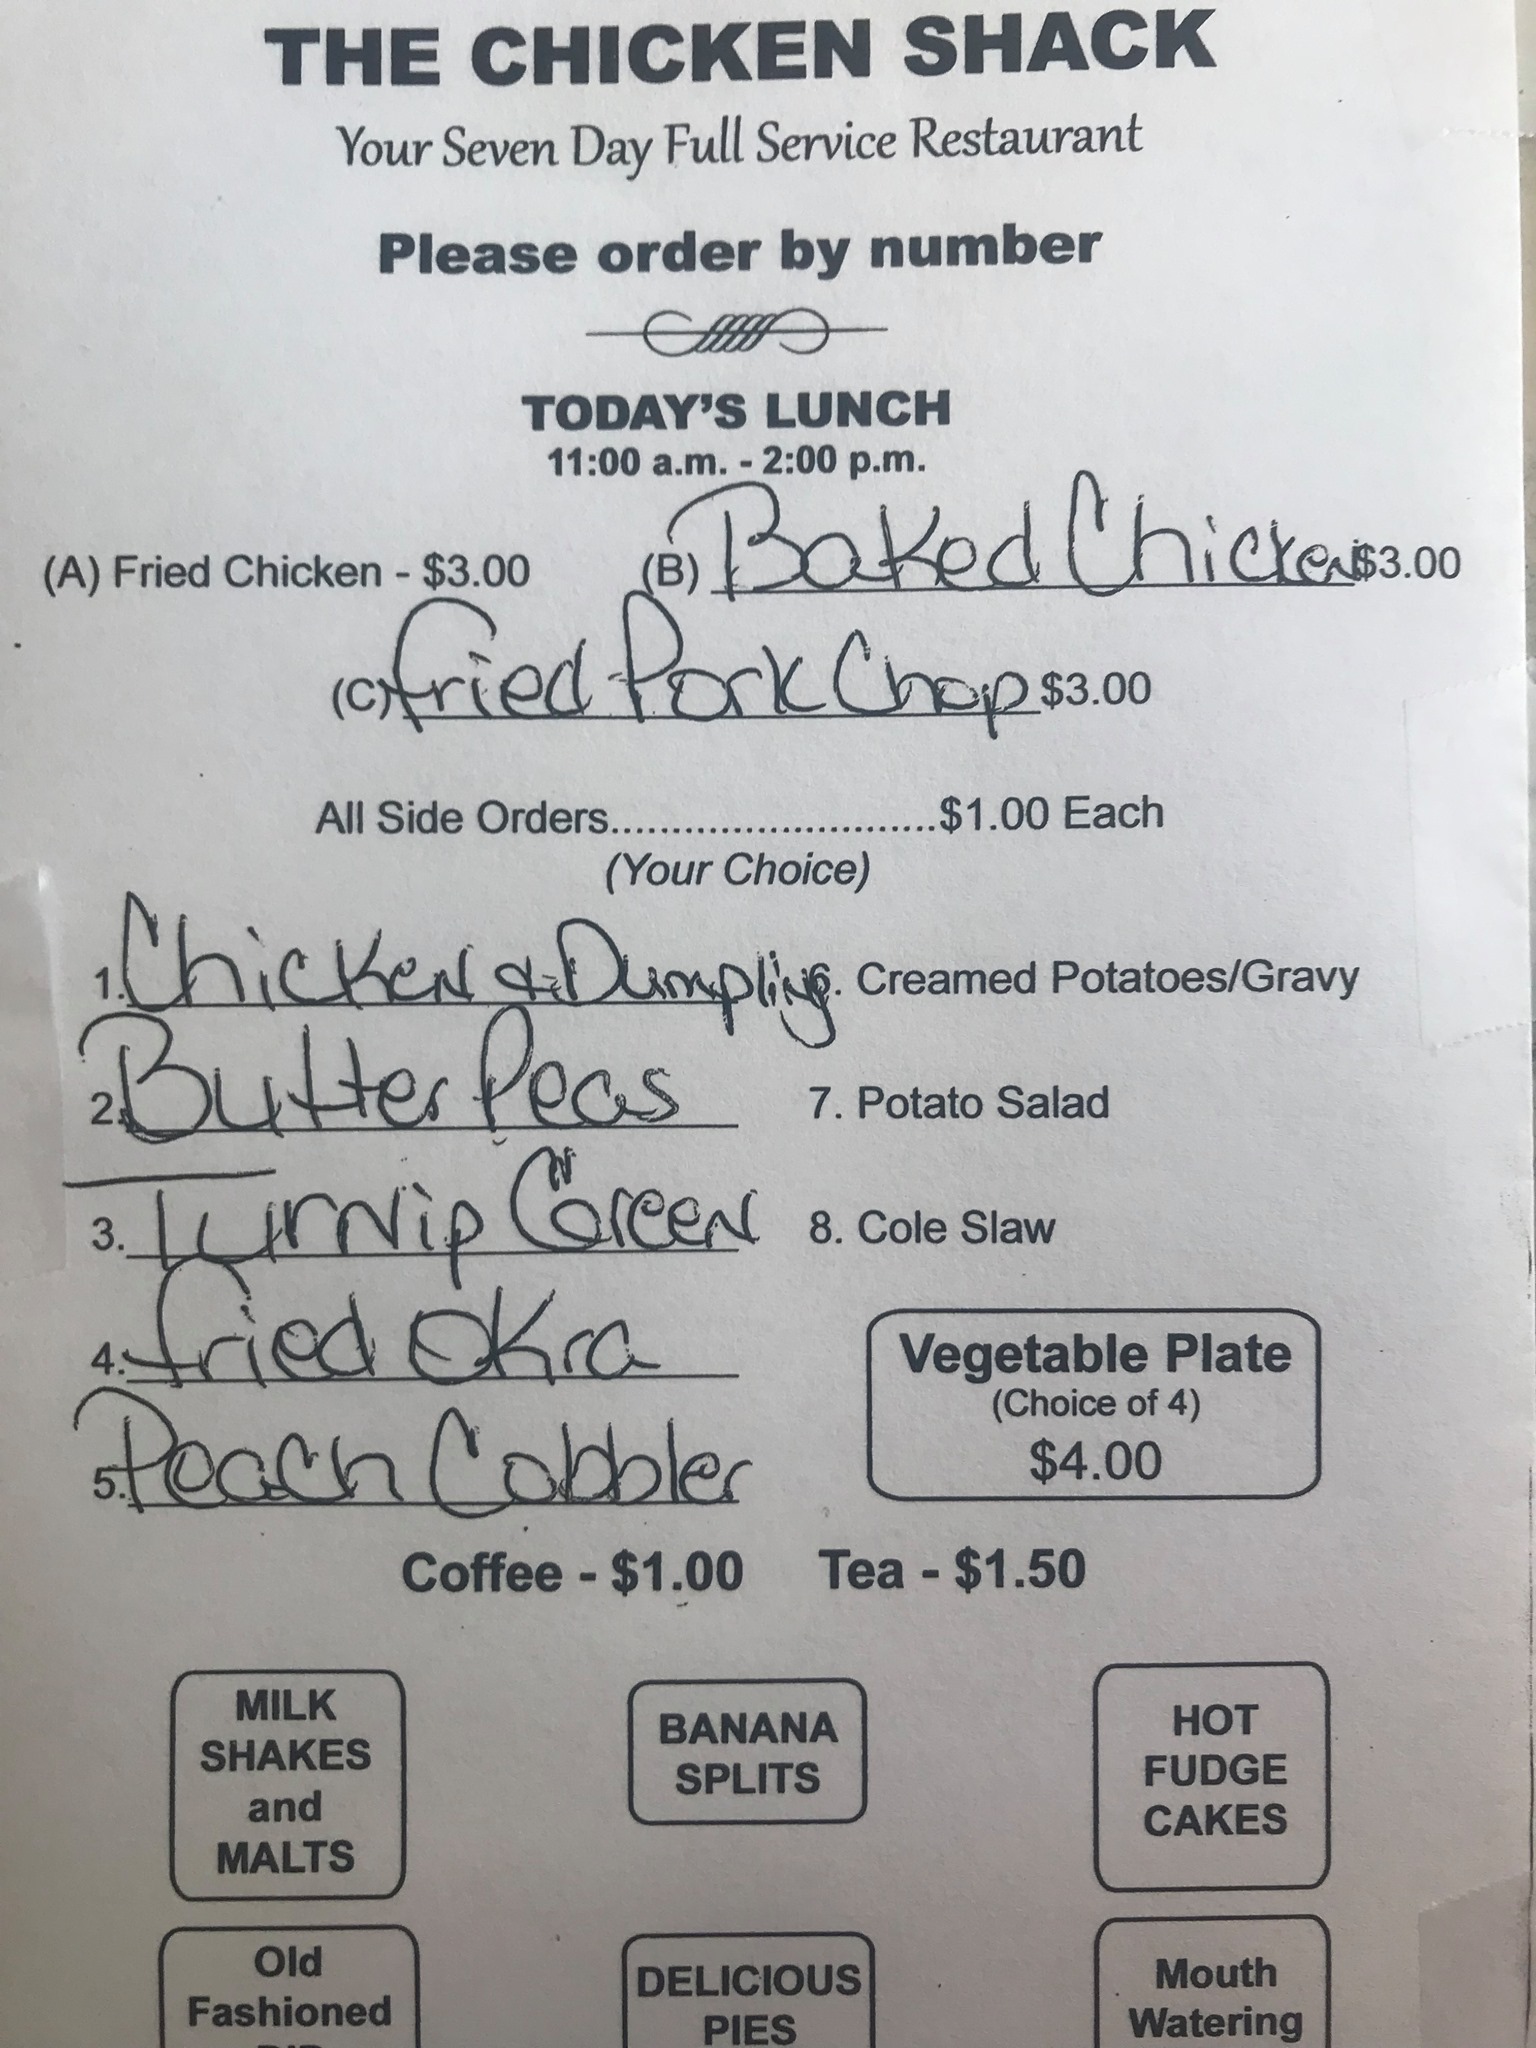 THE CHICKEN SHACK
Your Seven Day Full Service Restaurant
Please order by number
TODAY'S LUNCH
11:00 a.m. - 2:00 p.m.
(A) Fried Chicken - $3.00 (B) Baked Chicken $3.00
(C) Fried Pork Chop $3.00
All Side Orders...........................$1.00 Each
(Your Choice)
1. Chicken & Dumpling 6. Creamed Potatoes/Gravy
2. Butter Peas 7. Potato Salad
3. Turnip Green 8. Cole Slaw
4. Fried Okra
5. Peach Cobbler
Vegetable Plate
(Choice of 4)
$4.00
Coffee - $1.00 Tea - $1.50
MILK
SHAKES
and
MALTS
BANANA
SPLITS
HOT
FUDGE
CAKES
Old
Fashioned
DELICIOUS
PIES
Mouth
Watering